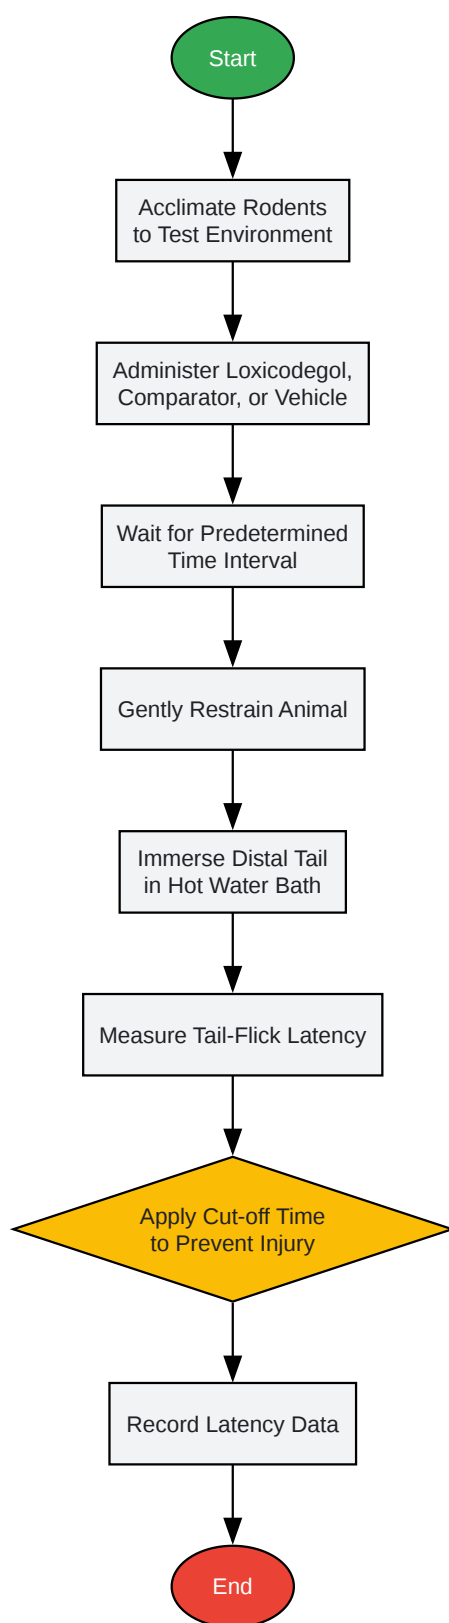 Start
Acclimate Rodents
to Test Environment
Administer Loxicodegol,
Comparator, or Vehicle
Wait for Predetermined
Time Interval
Gently Restrain Animal
Immerse Distal Tail
in Hot Water Bath
Measure Tail-Flick Latency
Apply Cut-off Time
to Prevent Injury
Record Latency Data
End